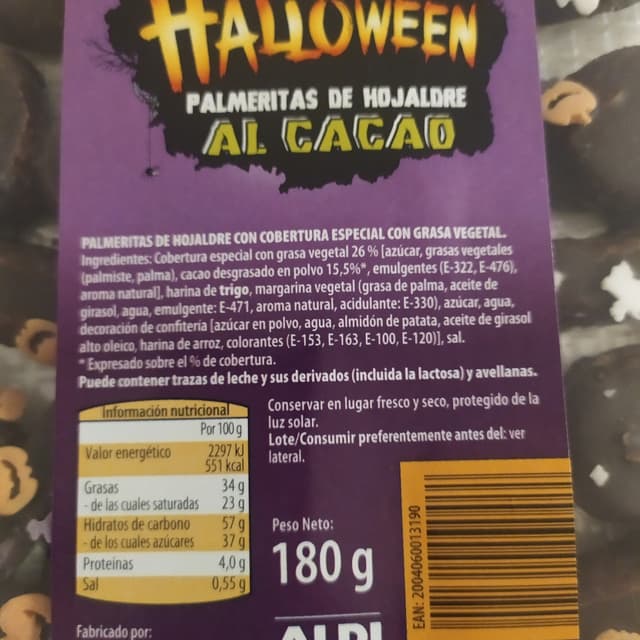 HALLOWEEN
PALMERITAS DE HOJALDRE
AL CACAO
PALMERITAS DE HOJALDRE CON COBERTURA ESPECIAL CON GRASA VEGETAL.
Ingredientes: Cobertura especial con grasa vegetal 26 % [azúcar, grasas vegetales
(palmiste, palma), cacao desgrasado en polvo 15,5%*, emulgentes (E-322, E-476),
aroma natural], harina de trigo, margarina vegetal (grasa de palma, aceite de
girasol, agua, emulgente: E-471, aroma natural, acidulante: E-330), azúcar, agua,
decoración de confitería [azúcar en polvo, agua, almidón de patata, aceite de girasol
alto oleico, harina de arroz, colorantes (E-153, E-163, E-100, E-120)], sal.
* Expresado sobre el % de cobertura.
Puede contener trazas de leche y sus derivados (incluida la lactosa) y avellanas.
Información nutricional
Por 100 g
Valor energético 2297 kJ
551 kcal
Grasas 34 g
- de las cuales saturadas 23 g
Hidratos de carbono 57 g
- de los cuales azúcares 37 g
Proteínas 4,0 g
Sal 0,55 g
Conservar en lugar fresco y seco, protegido de la
luz solar.
Lote/Consumir preferentemente antes del: ver
lateral.
Peso Neto:
180 g
EAN: 2004060013190
Fabricado por:
ALDI